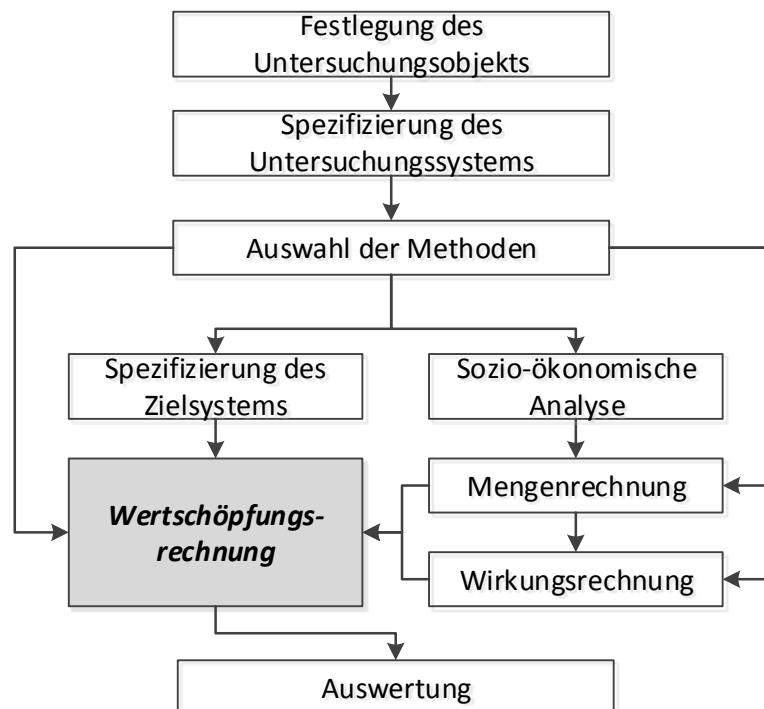 Festlegung des
Untersuchungsobjekts
Spezifizierung des
Untersuchungssystems
Auswahl der Methoden
Spezifizierung des
Zielsystems
Sozio-ökonomische
Analyse
Wertschöpfungs-
rechnung
Mengenrechnung
Wirkungsrechnung
Auswertung